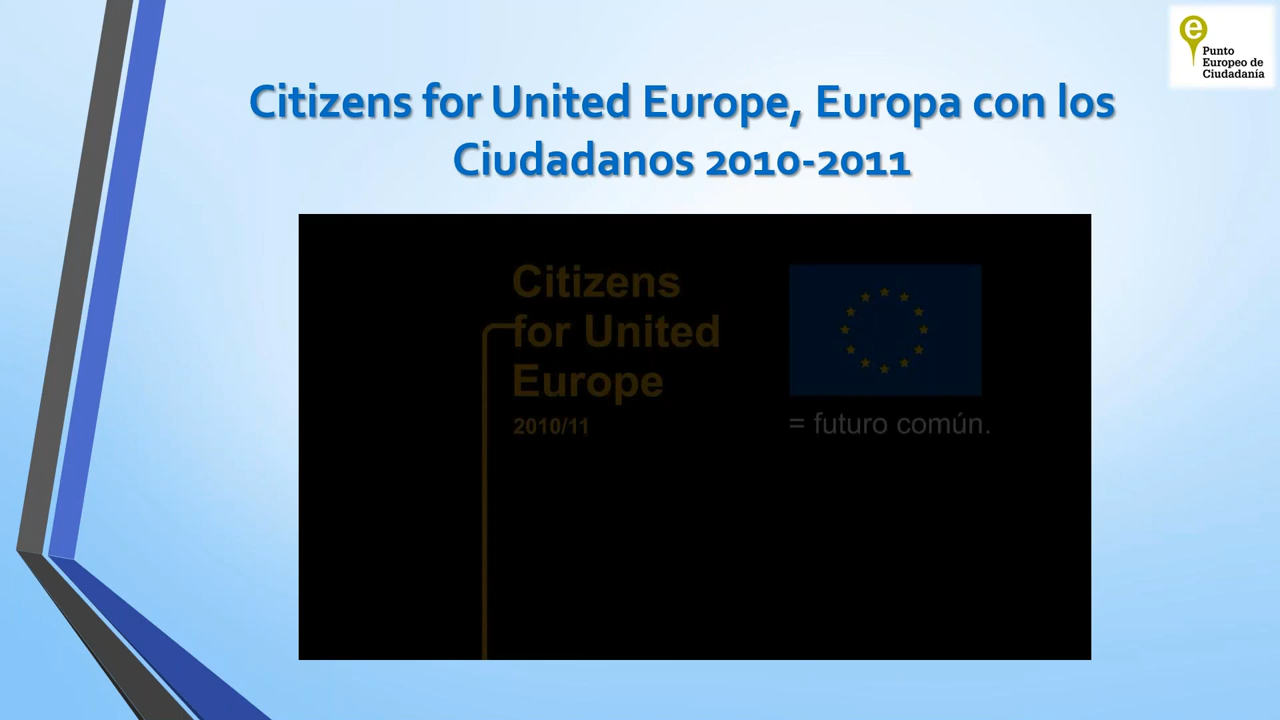 e
Punto
Europeo de
Ciudadanía
Citizens for United Europe, Europa con los
Ciudadanos 2010-2011
Citizens
for United
Europe
2010/11
= futuro común.